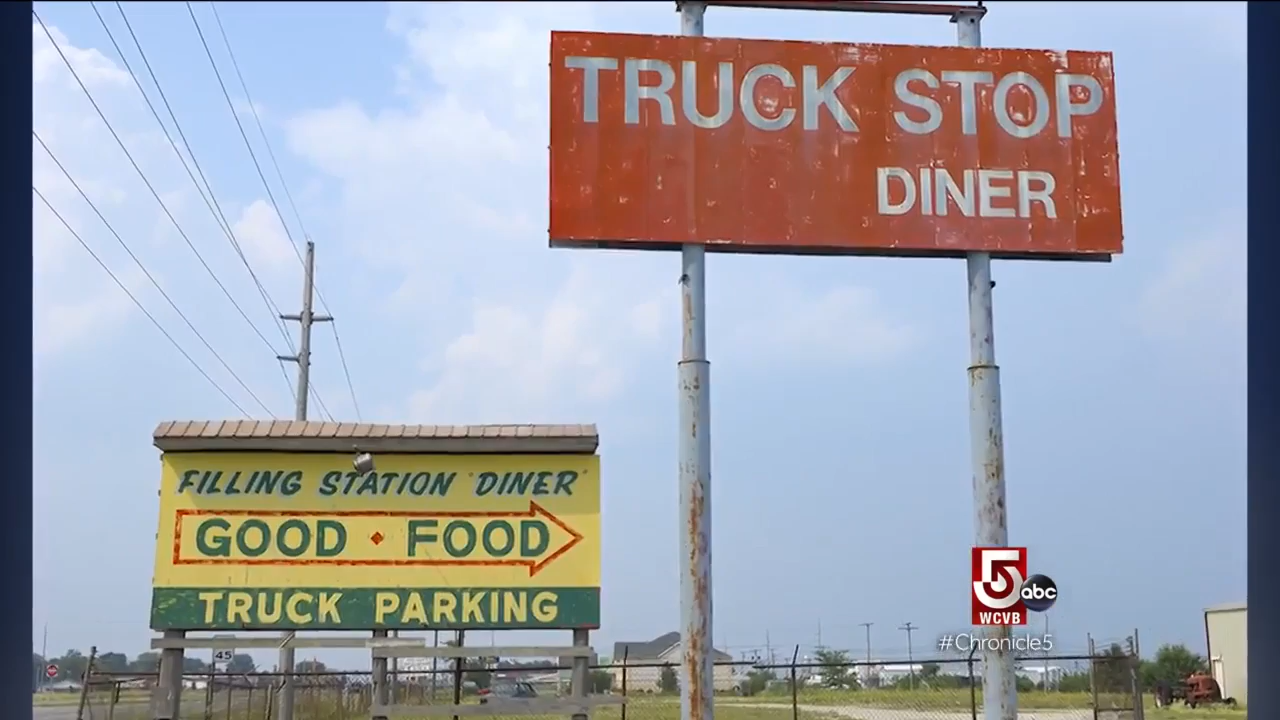 TRUCK STOP
DINER
FILLING STATION DINER
GOOD FOOD
TRUCK PARKING
45
5
abc
WCVB
#Chronicle5